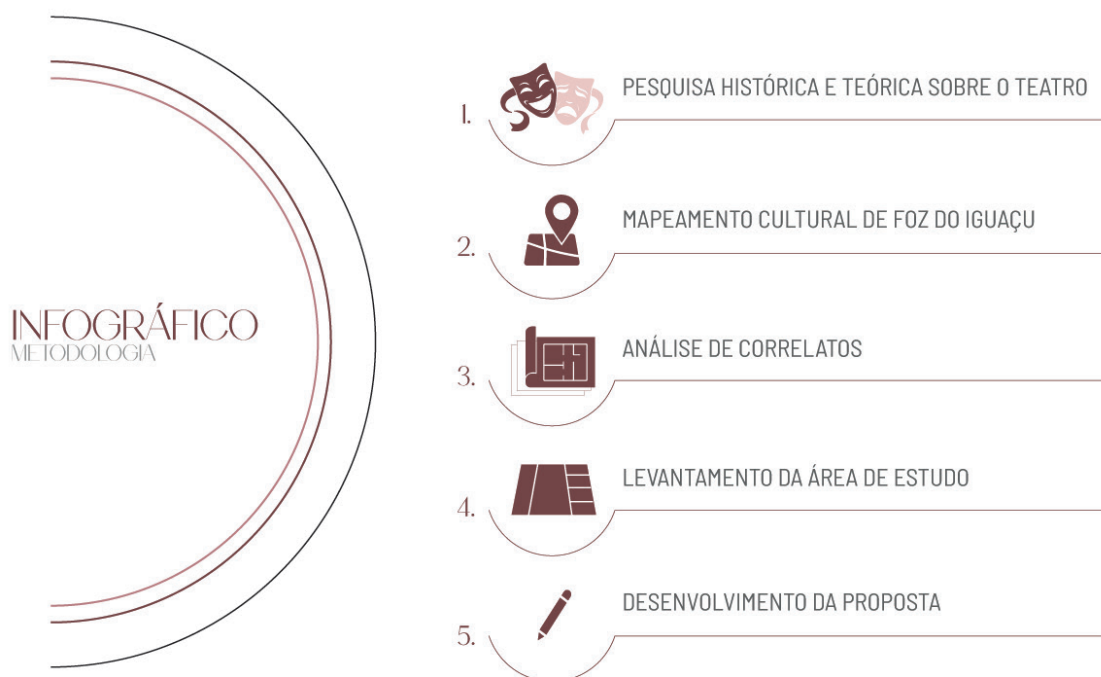 INFOGRÁFICO
METODOLOGIA
1. PESQUISA HISTÓRICA E TEÓRICA SOBRE O TEATRO
2. MAPEAMENTO CULTURAL DE FOZ DO IGUAÇU
3. ANÁLISE DE CORRELATOS
4. LEVANTAMENTO DA ÁREA DE ESTUDO
5. DESENVOLVIMENTO DA PROPOSTA